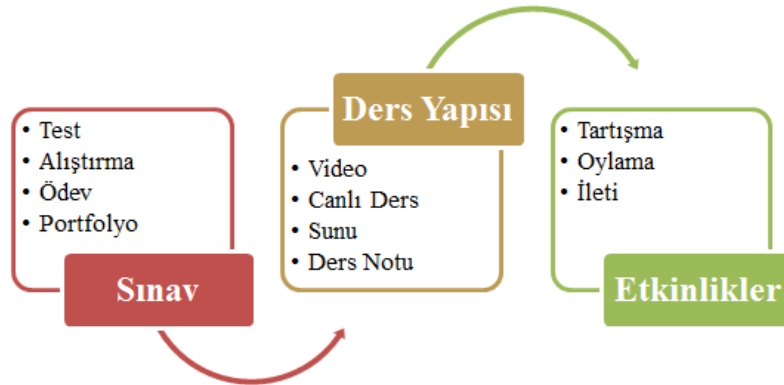 • Test
• Alıştırma
• Ödev
• Portfolyo
Sınav
Ders Yapısı
• Video
• Canlı Ders
• Sunu
• Ders Notu
• Tartışma
• Oylama
• İleti
Etkinlikler